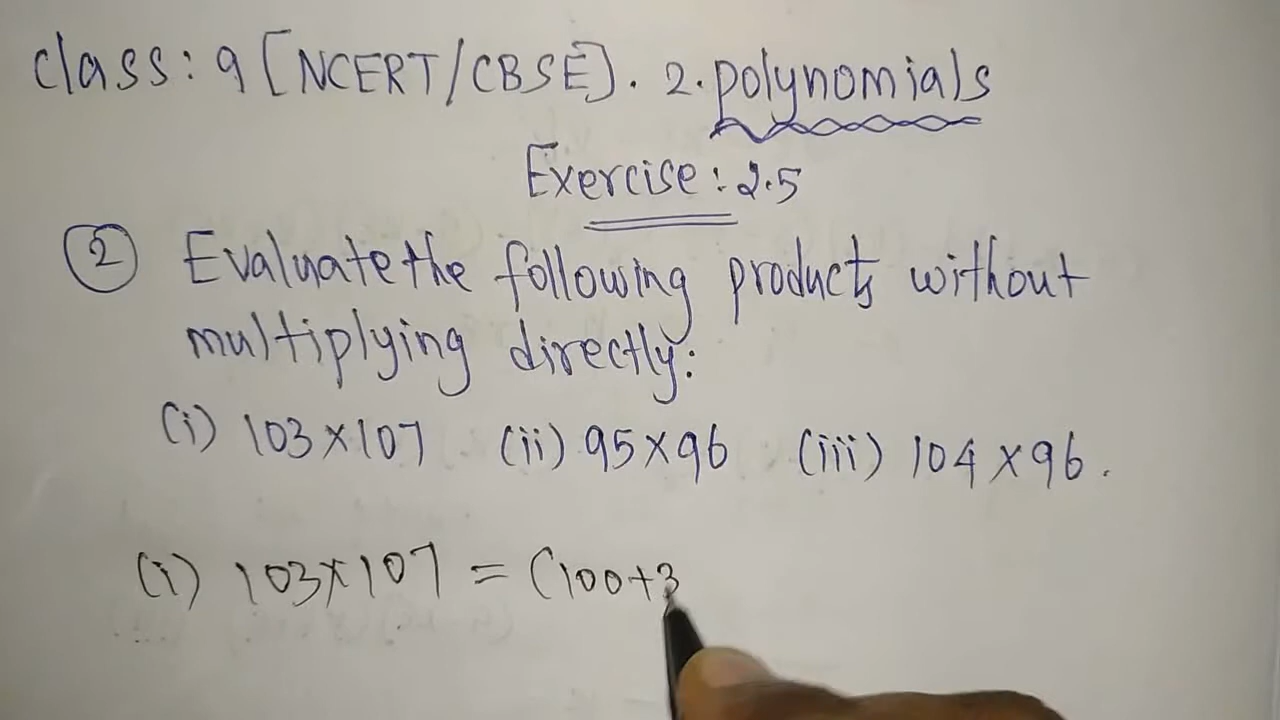 class: 9 [NCERT/CBSE]. 2. polynomials
Exercise: 2.5
2 Evaluate the following products without
multiplying directly:
(i) 103×107 (ii) 95×96 (iii) 104×96.
(i) 103×107 = (100+3